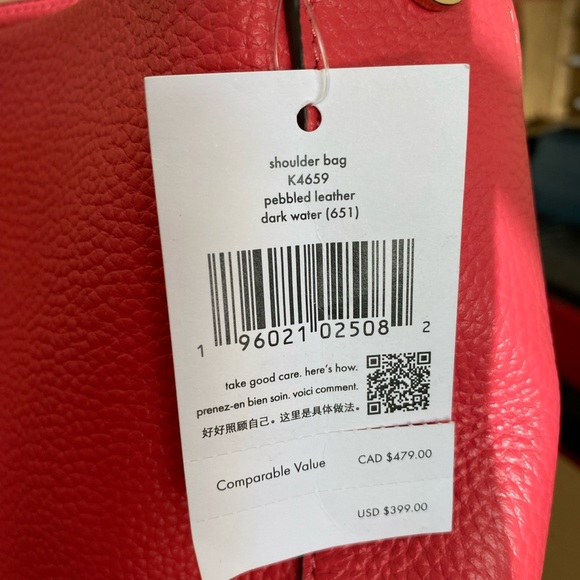 shoulder bag
K4659
pebbled leather
dark water (651)
1 96021 02508 2
take good care. here's how.
prenez-en bien soin. voici comment.
好好照顾自己。这里是具体做法。
Comparable Value CAD $479.00
USD $399.00